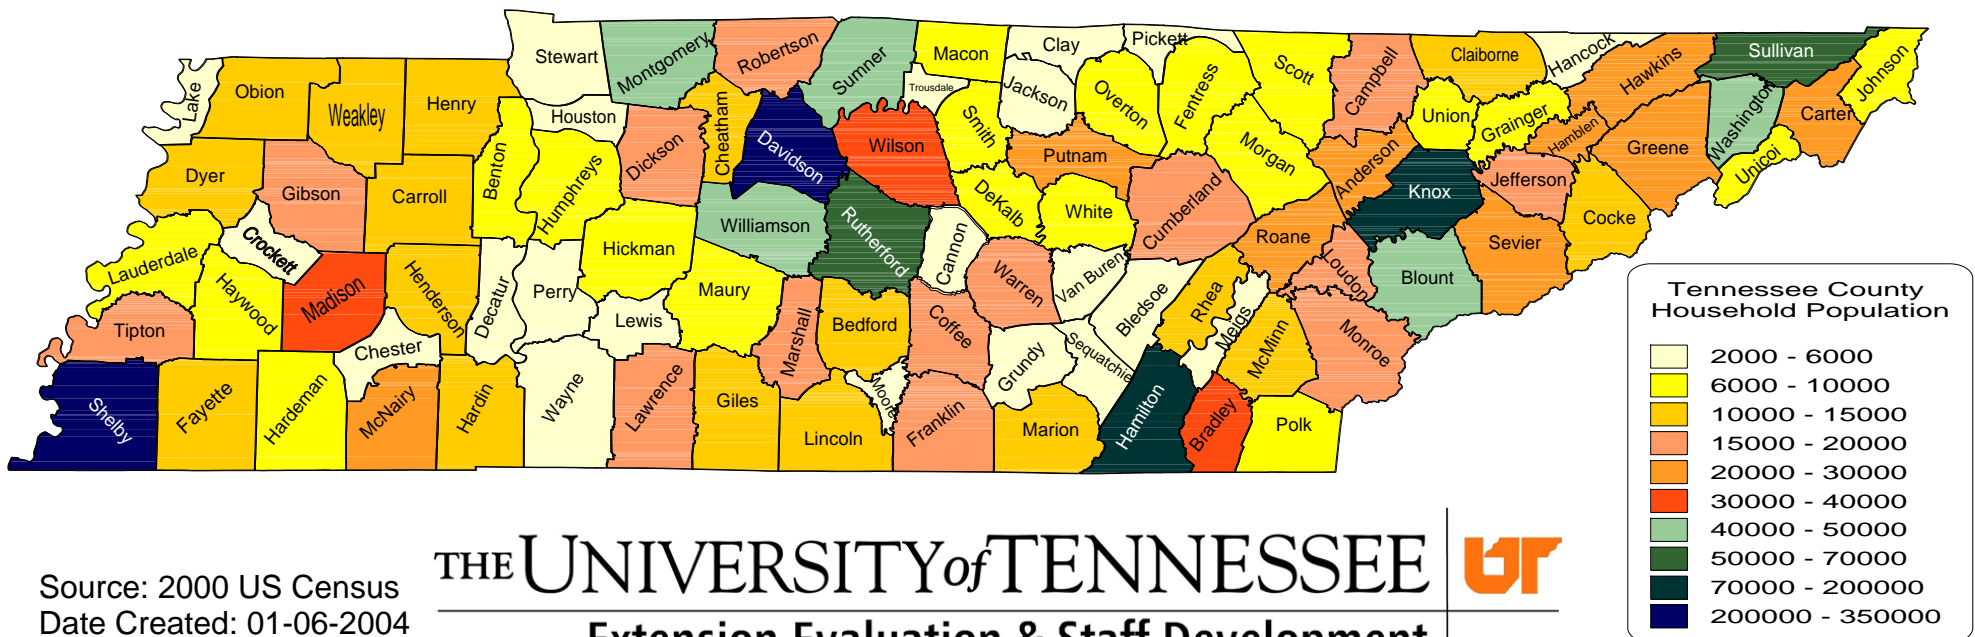 Stewart
Montgomery
Robertson
Sumner
Macon
Clay
Pickett
Scott
Campbell
Claiborne
Hancock
Hawkins
Sullivan
Johnson
Lake
Obion
Weakley
Henry
Houston
Cheatham
Trousdale
Jackson
Overton
Fentress
Union
Grainger
Hamblen
Washington
Carter
Dyer
Gibson
Carroll
Benton
Humphreys
Dickson
Davidson
Wilson
Smith
Putnam
Morgan
Anderson
Knox
Jefferson
Greene
Unicoi
Lauderdale
Crockett
Haywood
Madison
Henderson
Decatur
Perry
Hickman
Williamson
Rutherford
Cannon
DeKalb
White
Cumberland
Roane
Loudon
Blount
Sevier
Cocke
Tipton
Chester
Lewis
Maury
Marshall
Bedford
Coffee
Warren
Van Buren
Bledsoe
Rhea
Meigs
McMinn
Monroe
Shelby
Fayette
Hardeman
McNairy
Hardin
Wayne
Lawrence
Giles
Lincoln
Moore
Franklin
Grundy
Sequatchie
Marion
Hamilton
Bradley
Polk
Tennessee County
Household Population
2000 - 6000
6000 - 10000
10000 - 15000
15000 - 20000
20000 - 30000
30000 - 40000
40000 - 50000
50000 - 70000
70000 - 200000
200000 - 350000
Source: 2000 US Census
Date Created: 01-06-2004
THE UNIVERSITY of TENNESSEE UT
Extension Evaluation & Staff Development